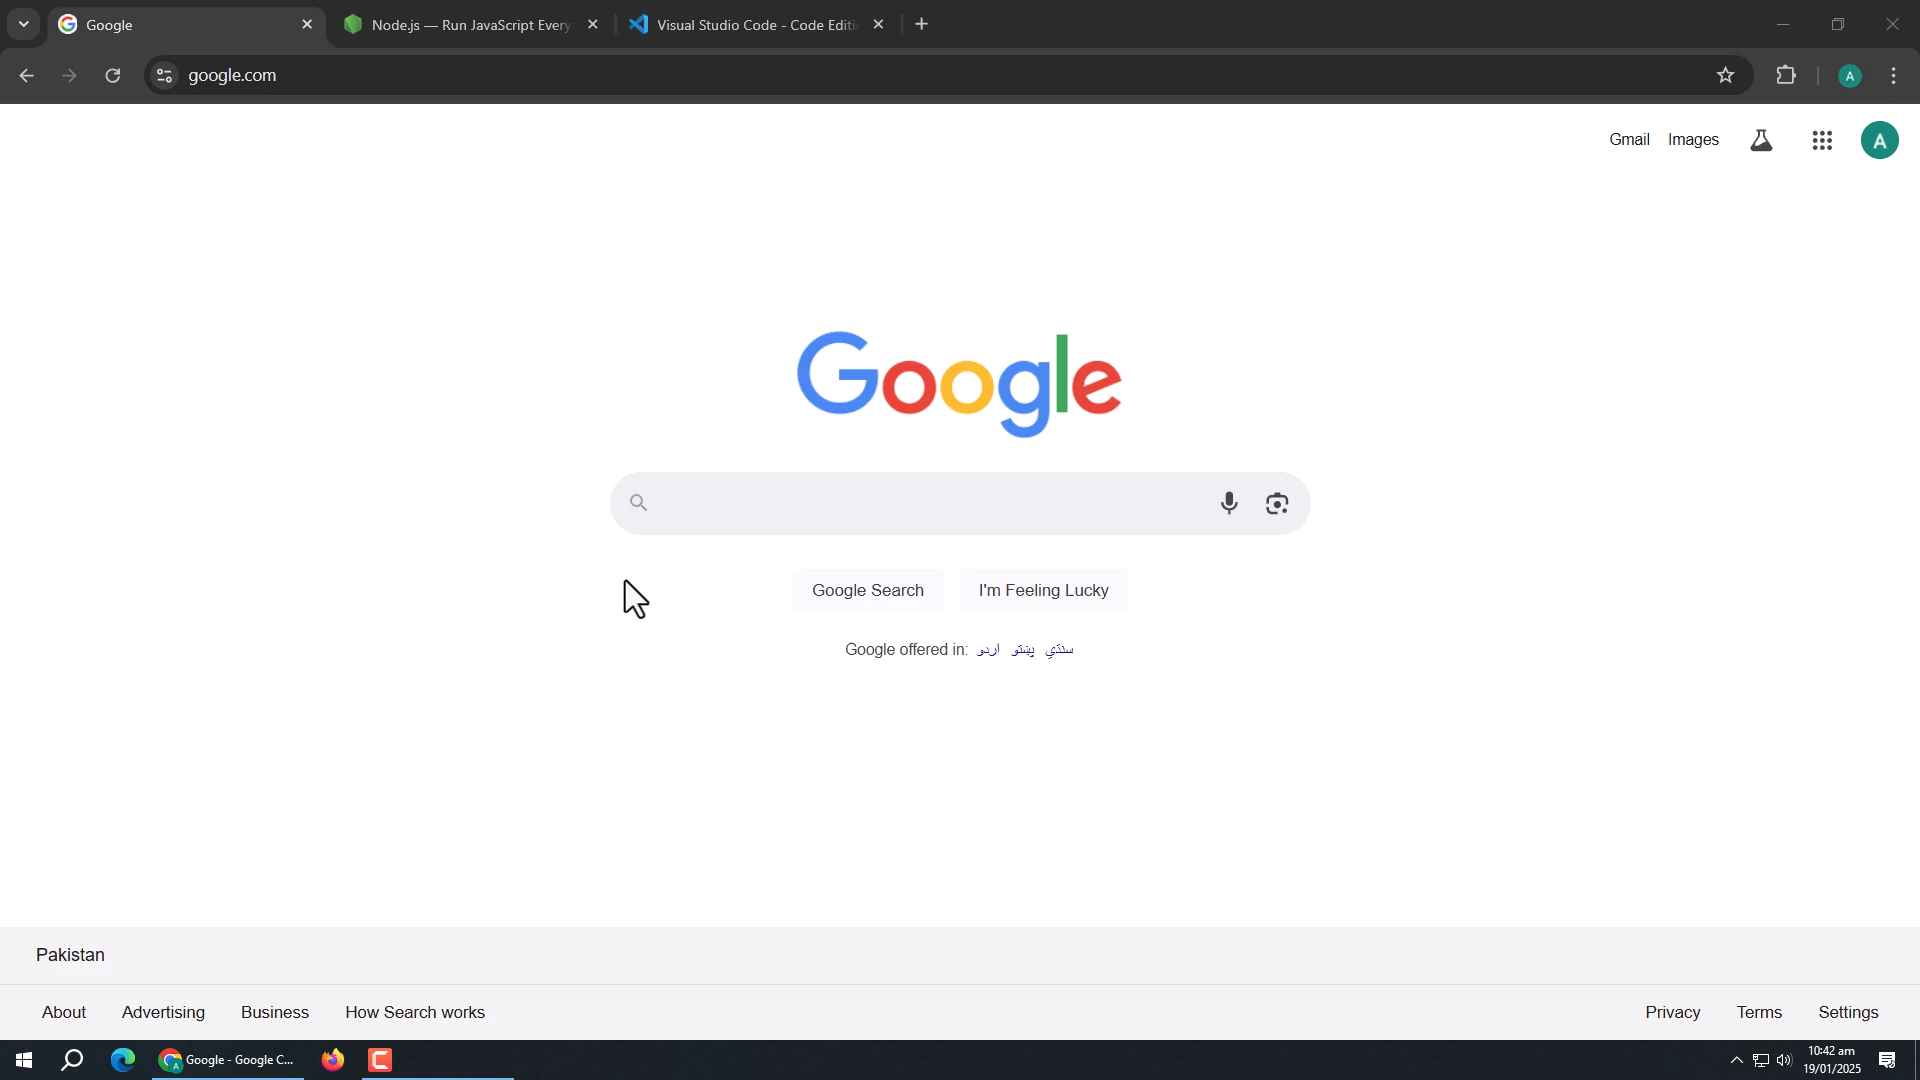 Google
Node.js — Run JavaScript Every
Visual Studio Code - Code Editi
google.com
A
Gmail Images
A
Google
Google Search
I'm Feeling Lucky
Google offered in: اردو پښتو سنڌي
Pakistan
About Advertising Business How Search works
Privacy Terms Settings
A Google - Google C...
10:42 am
19/01/2025